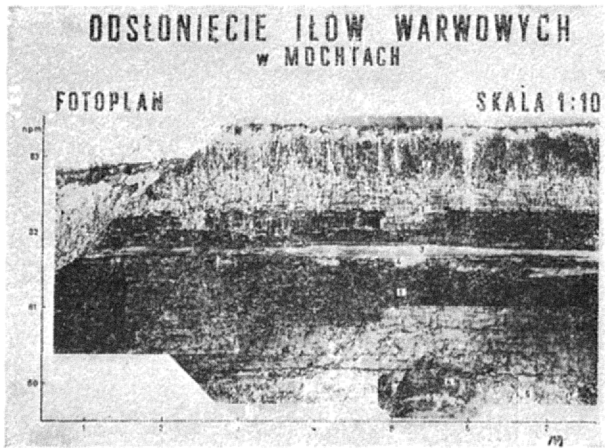 ODSŁONIĘCIE IŁÓW WARWOWYCH
w MOCHTACH
FOTOPLAN SKALA 1:10
npm
83
82
81
80
1 2 3 4 5 6 7 m